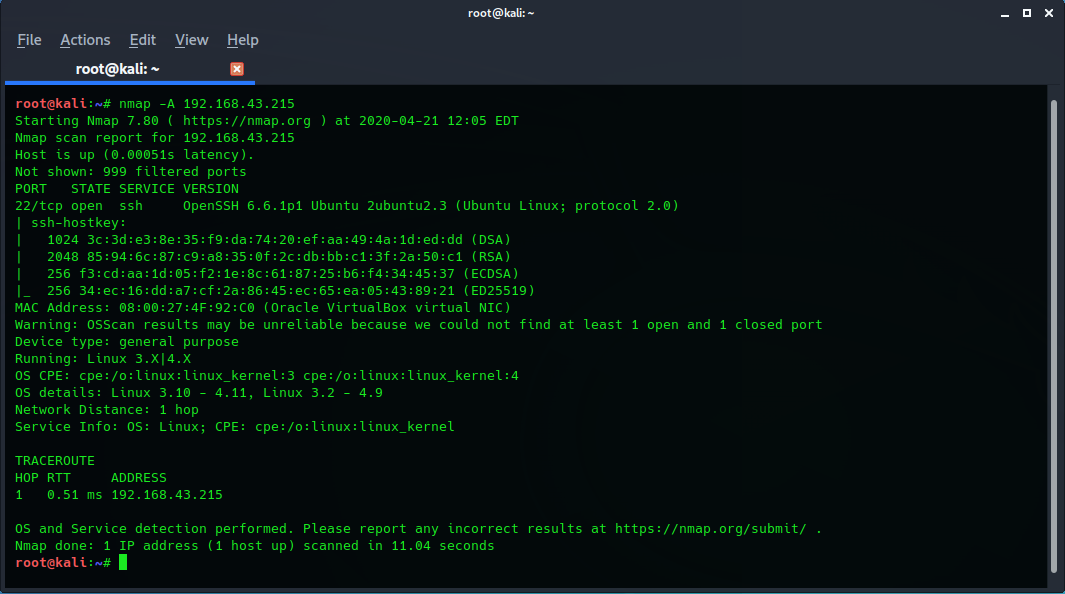 root@kali: ~
File Actions Edit View Help
root@kali: ~
root@kali:~# nmap -A 192.168.43.215
Starting Nmap 7.80 ( https://nmap.org ) at 2020-04-21 12:05 EDT
Nmap scan report for 192.168.43.215
Host is up (0.00051s latency).
Not shown: 999 filtered ports
PORT   STATE SERVICE VERSION
22/tcp open  ssh     OpenSSH 6.6.1p1 Ubuntu 2ubuntu2.3 (Ubuntu Linux; protocol 2.0)
| ssh-hostkey:
|   1024 3c:3d:e3:8e:35:f9:da:74:20:ef:aa:49:4a:1d:ed:dd (DSA)
|   2048 85:94:6c:87:c9:a8:35:0f:2c:db:bb:c1:3f:2a:50:c1 (RSA)
|   256 f3:cd:aa:1d:05:f2:1e:8c:61:87:25:b6:f4:34:45:37 (ECDSA)
|_  256 34:ec:16:dd:a7:cf:2a:86:45:ec:65:ea:05:43:89:21 (ED25519)
MAC Address: 08:00:27:4F:92:C0 (Oracle VirtualBox virtual NIC)
Warning: OSScan results may be unreliable because we could not find at least 1 open and 1 closed port
Device type: general purpose
Running: Linux 3.X|4.X
OS CPE: cpe:/o:linux:linux_kernel:3 cpe:/o:linux:linux_kernel:4
OS details: Linux 3.10 - 4.11, Linux 3.2 - 4.9
Network Distance: 1 hop
Service Info: OS: Linux; CPE: cpe:/o:linux:linux_kernel
TRACEROUTE
HOP RTT     ADDRESS
1   0.51 ms 192.168.43.215
OS and Service detection performed. Please report any incorrect results at https://nmap.org/submit/ .
Nmap done: 1 IP address (1 host up) scanned in 11.04 seconds
root@kali:~#